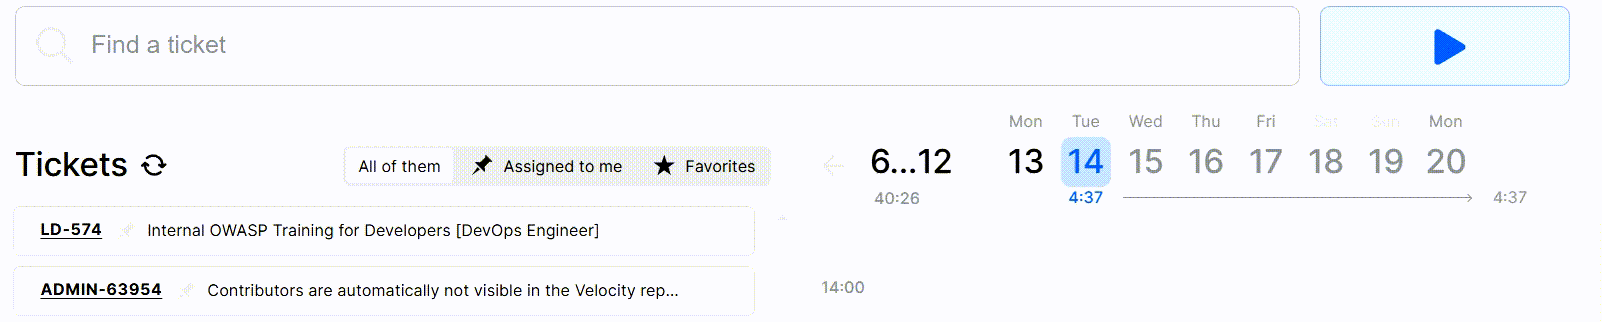 Find a ticket
Tickets
All of them
Assigned to me
Favorites
LD-574 Internal OWASP Training for Developers [DevOps Engineer]
ADMIN-63954 Contributors are automatically not visible in the Velocity rep...
Mon Tue Wed Thu Fri Sat Sun Mon
6...12 13 14 15 16 17 18 19 20
40:26 4:37 4:37
14:00